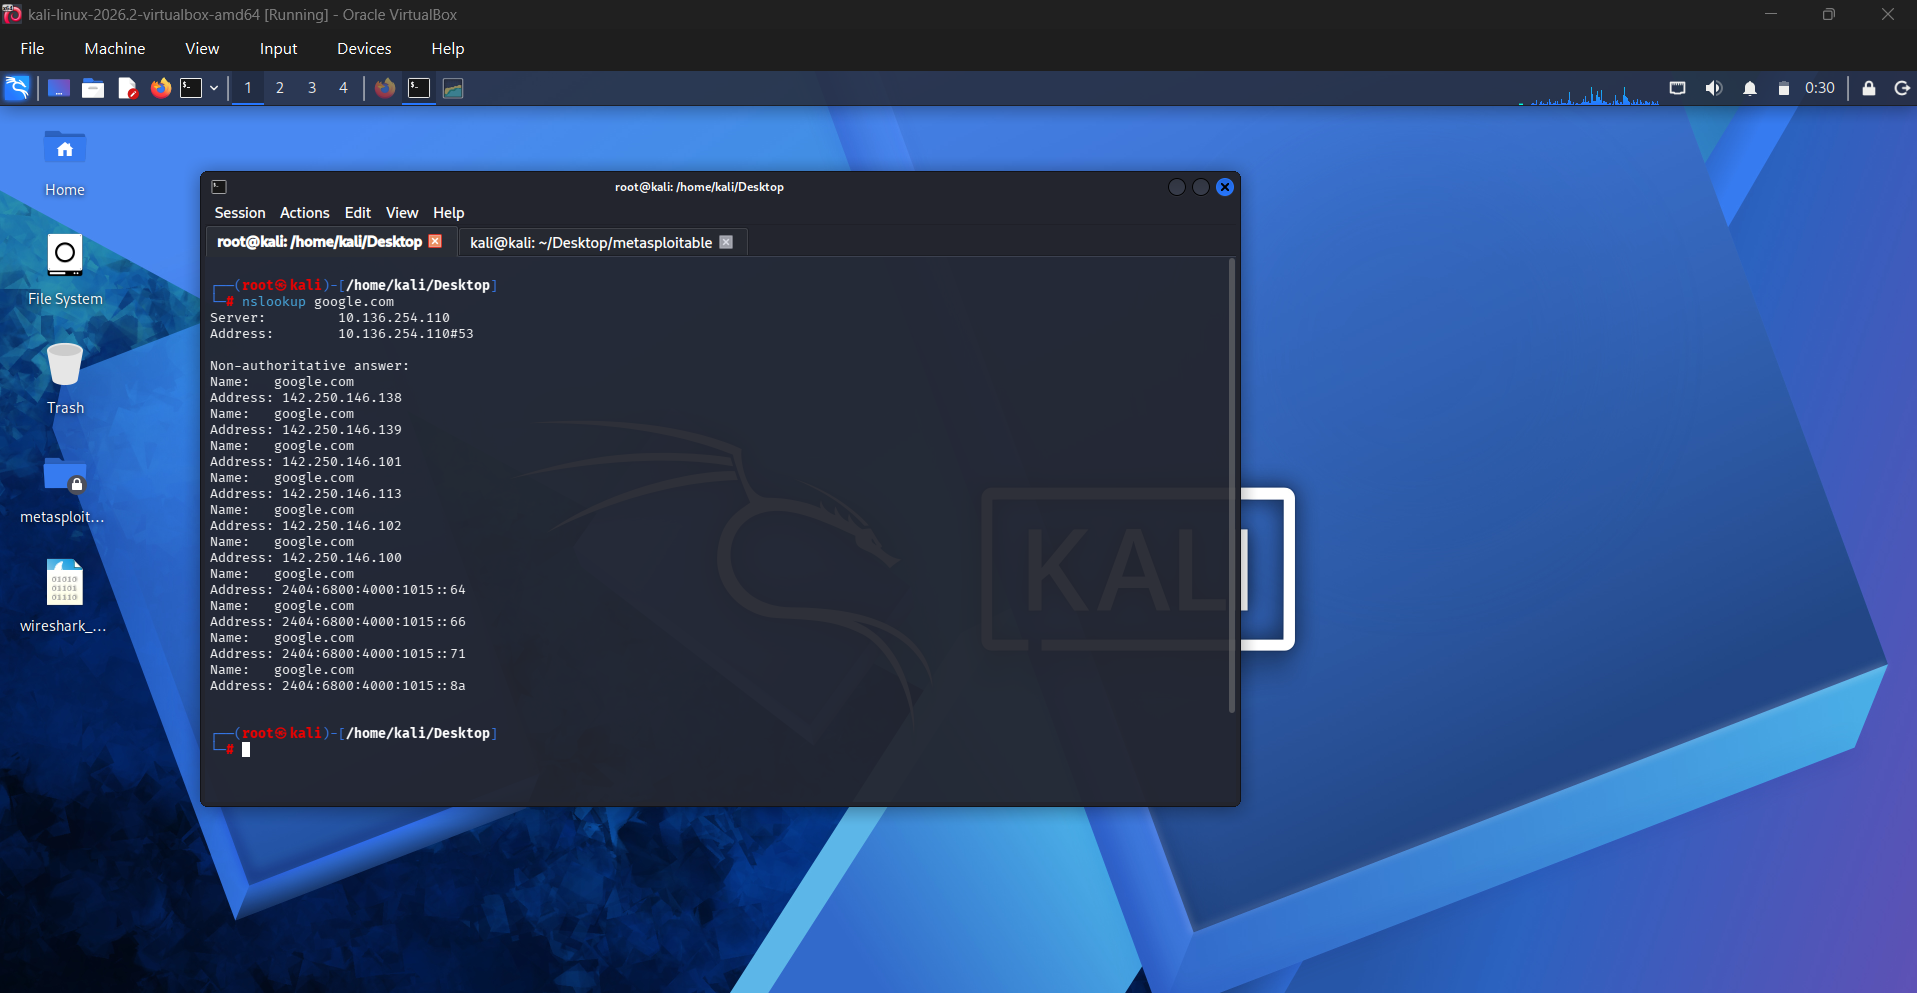 kali-linux-2026.2-virtualbox-amd64 [Running] - Oracle VirtualBox
File Machine View Input Devices Help
1 2 3 4 0:30
Home
File System
Trash
metasploit...
01010
01101
01110
wireshark_...
root@kali: /home/kali/Desktop
Session Actions Edit View Help
root@kali: /home/kali/Desktop kali@kali: ~/Desktop/metasploitable
┌──(root㉿kali)-[/home/kali/Desktop]
└─# nslookup google.com
Server: 10.136.254.110
Address: 10.136.254.110#53
Non-authoritative answer:
Name: google.com
Address: 142.250.146.138
Name: google.com
Address: 142.250.146.139
Name: google.com
Address: 142.250.146.101
Name: google.com
Address: 142.250.146.113
Name: google.com
Address: 142.250.146.102
Name: google.com
Address: 142.250.146.100
Name: google.com
Address: 2404:6800:4000:1015::64
Name: google.com
Address: 2404:6800:4000:1015::66
Name: google.com
Address: 2404:6800:4000:1015::71
Name: google.com
Address: 2404:6800:4000:1015::8a
┌──(root㉿kali)-[/home/kali/Desktop]
└─#
KALI